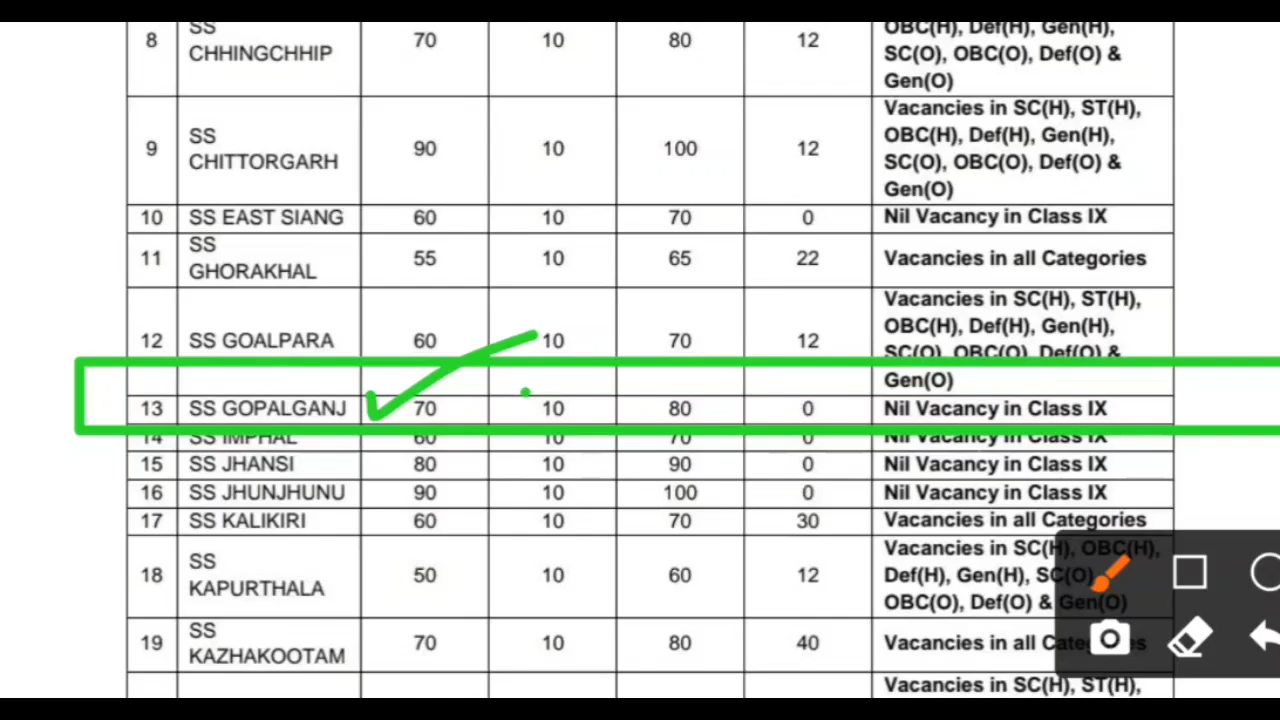 8 SS CHHINGCHHIP 70 10 80 12 OBC(H), Def(H), Gen(H),
SC(O), OBC(O), Def(O) &
Gen(O)
9 SS CHITTORGARH 90 10 100 12 Vacancies in SC(H), ST(H),
OBC(H), Def(H), Gen(H),
SC(O), OBC(O), Def(O) &
Gen(O)
10 SS EAST SIANG 60 10 70 0 Nil Vacancy in Class IX
11 SS GHORAKHAL 55 10 65 22 Vacancies in all Categories
12 SS GOALPARA 60 10 70 12 Vacancies in SC(H), ST(H),
OBC(H), Def(H), Gen(H),
SC(O), OBC(O), Def(O) &
Gen(O)
13 SS GOPALGANJ 70 10 80 0 Nil Vacancy in Class IX
14 SS IMPHAL 60 10 70 0 Nil Vacancy in Class IX
15 SS JHANSI 80 10 90 0 Nil Vacancy in Class IX
16 SS JHUNJHUNU 90 10 100 0 Nil Vacancy in Class IX
17 SS KALIKIRI 60 10 70 30 Vacancies in all Categories
18 SS KAPURTHALA 50 10 60 12 Vacancies in SC(H), OBC(H),
Def(H), Gen(H), SC(O)
OBC(O), Def(O) & Gen(O)
19 SS KAZHAKOOTAM 70 10 80 40 Vacancies in all Categories
Vacancies in SC(H), ST(H),